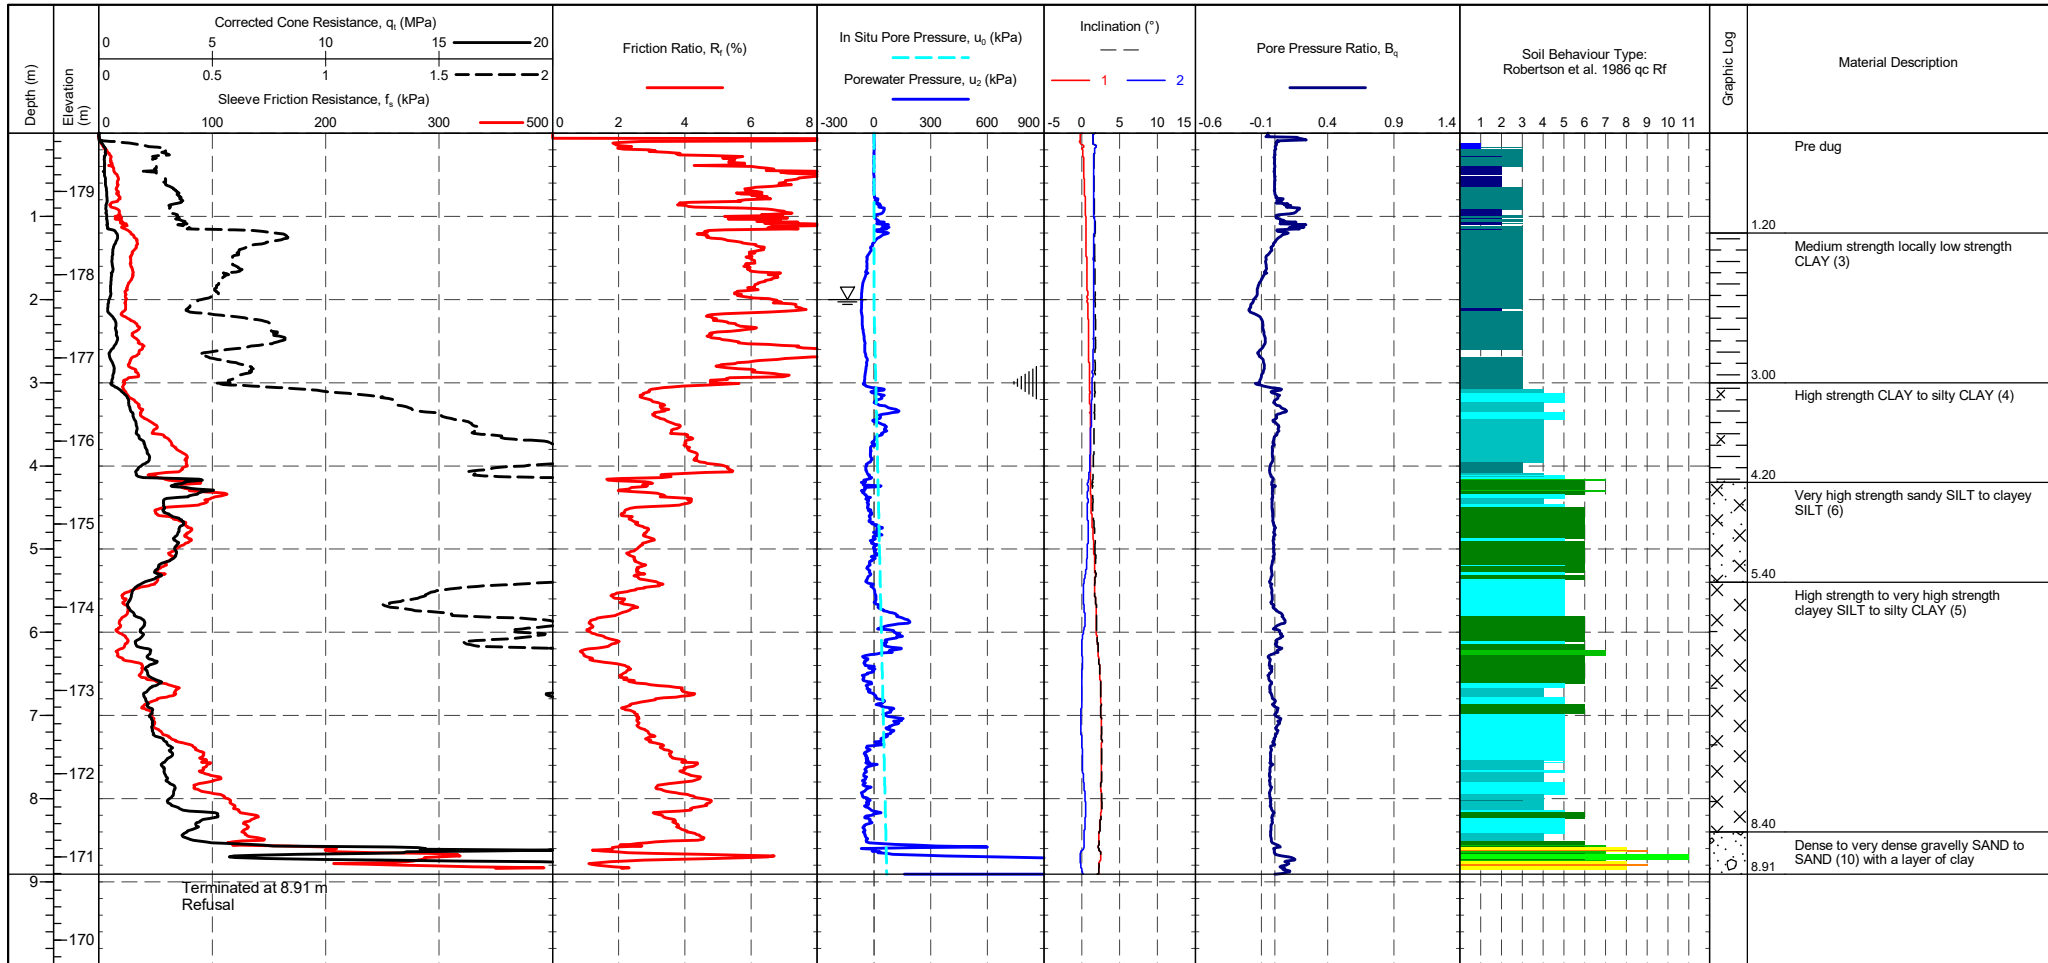 Depth (m)
Elevation (m)
Corrected Cone Resistance, qt (MPa)
0 5 10 15 20
0 0.5 1 1.5 2
Sleeve Friction Resistance, fs (kPa)
0 100 200 300 500
Friction Ratio, Rf (%)
0 2 4 6 8
In Situ Pore Pressure, u0 (kPa)
Porewater Pressure, u2 (kPa)
-300 0 300 600 900
Inclination (°)
1 2
-5 0 5 10 15
Pore Pressure Ratio, Bq
-0.6 -0.1 0.4 0.9 1.4
Soil Behaviour Type:
Robertson et al. 1986 qc Rf
1 2 3 4 5 6 7 8 9 10 11
Graphic Log
Material Description
Pre dug
179
1
1.20
Medium strength locally low strength
CLAY (3)
178
2
177
3
3.00
High strength CLAY to silty CLAY (4)
176
4
4.20
Very high strength sandy SILT to clayey
SILT (6)
175
5
5.40
High strength to very high strength
clayey SILT to silty CLAY (5)
174
6
173
7
172
8
8.40
Dense to very dense gravelly SAND to
SAND (10) with a layer of clay
171
8.91
9
Terminated at 8.91 m
Refusal
170